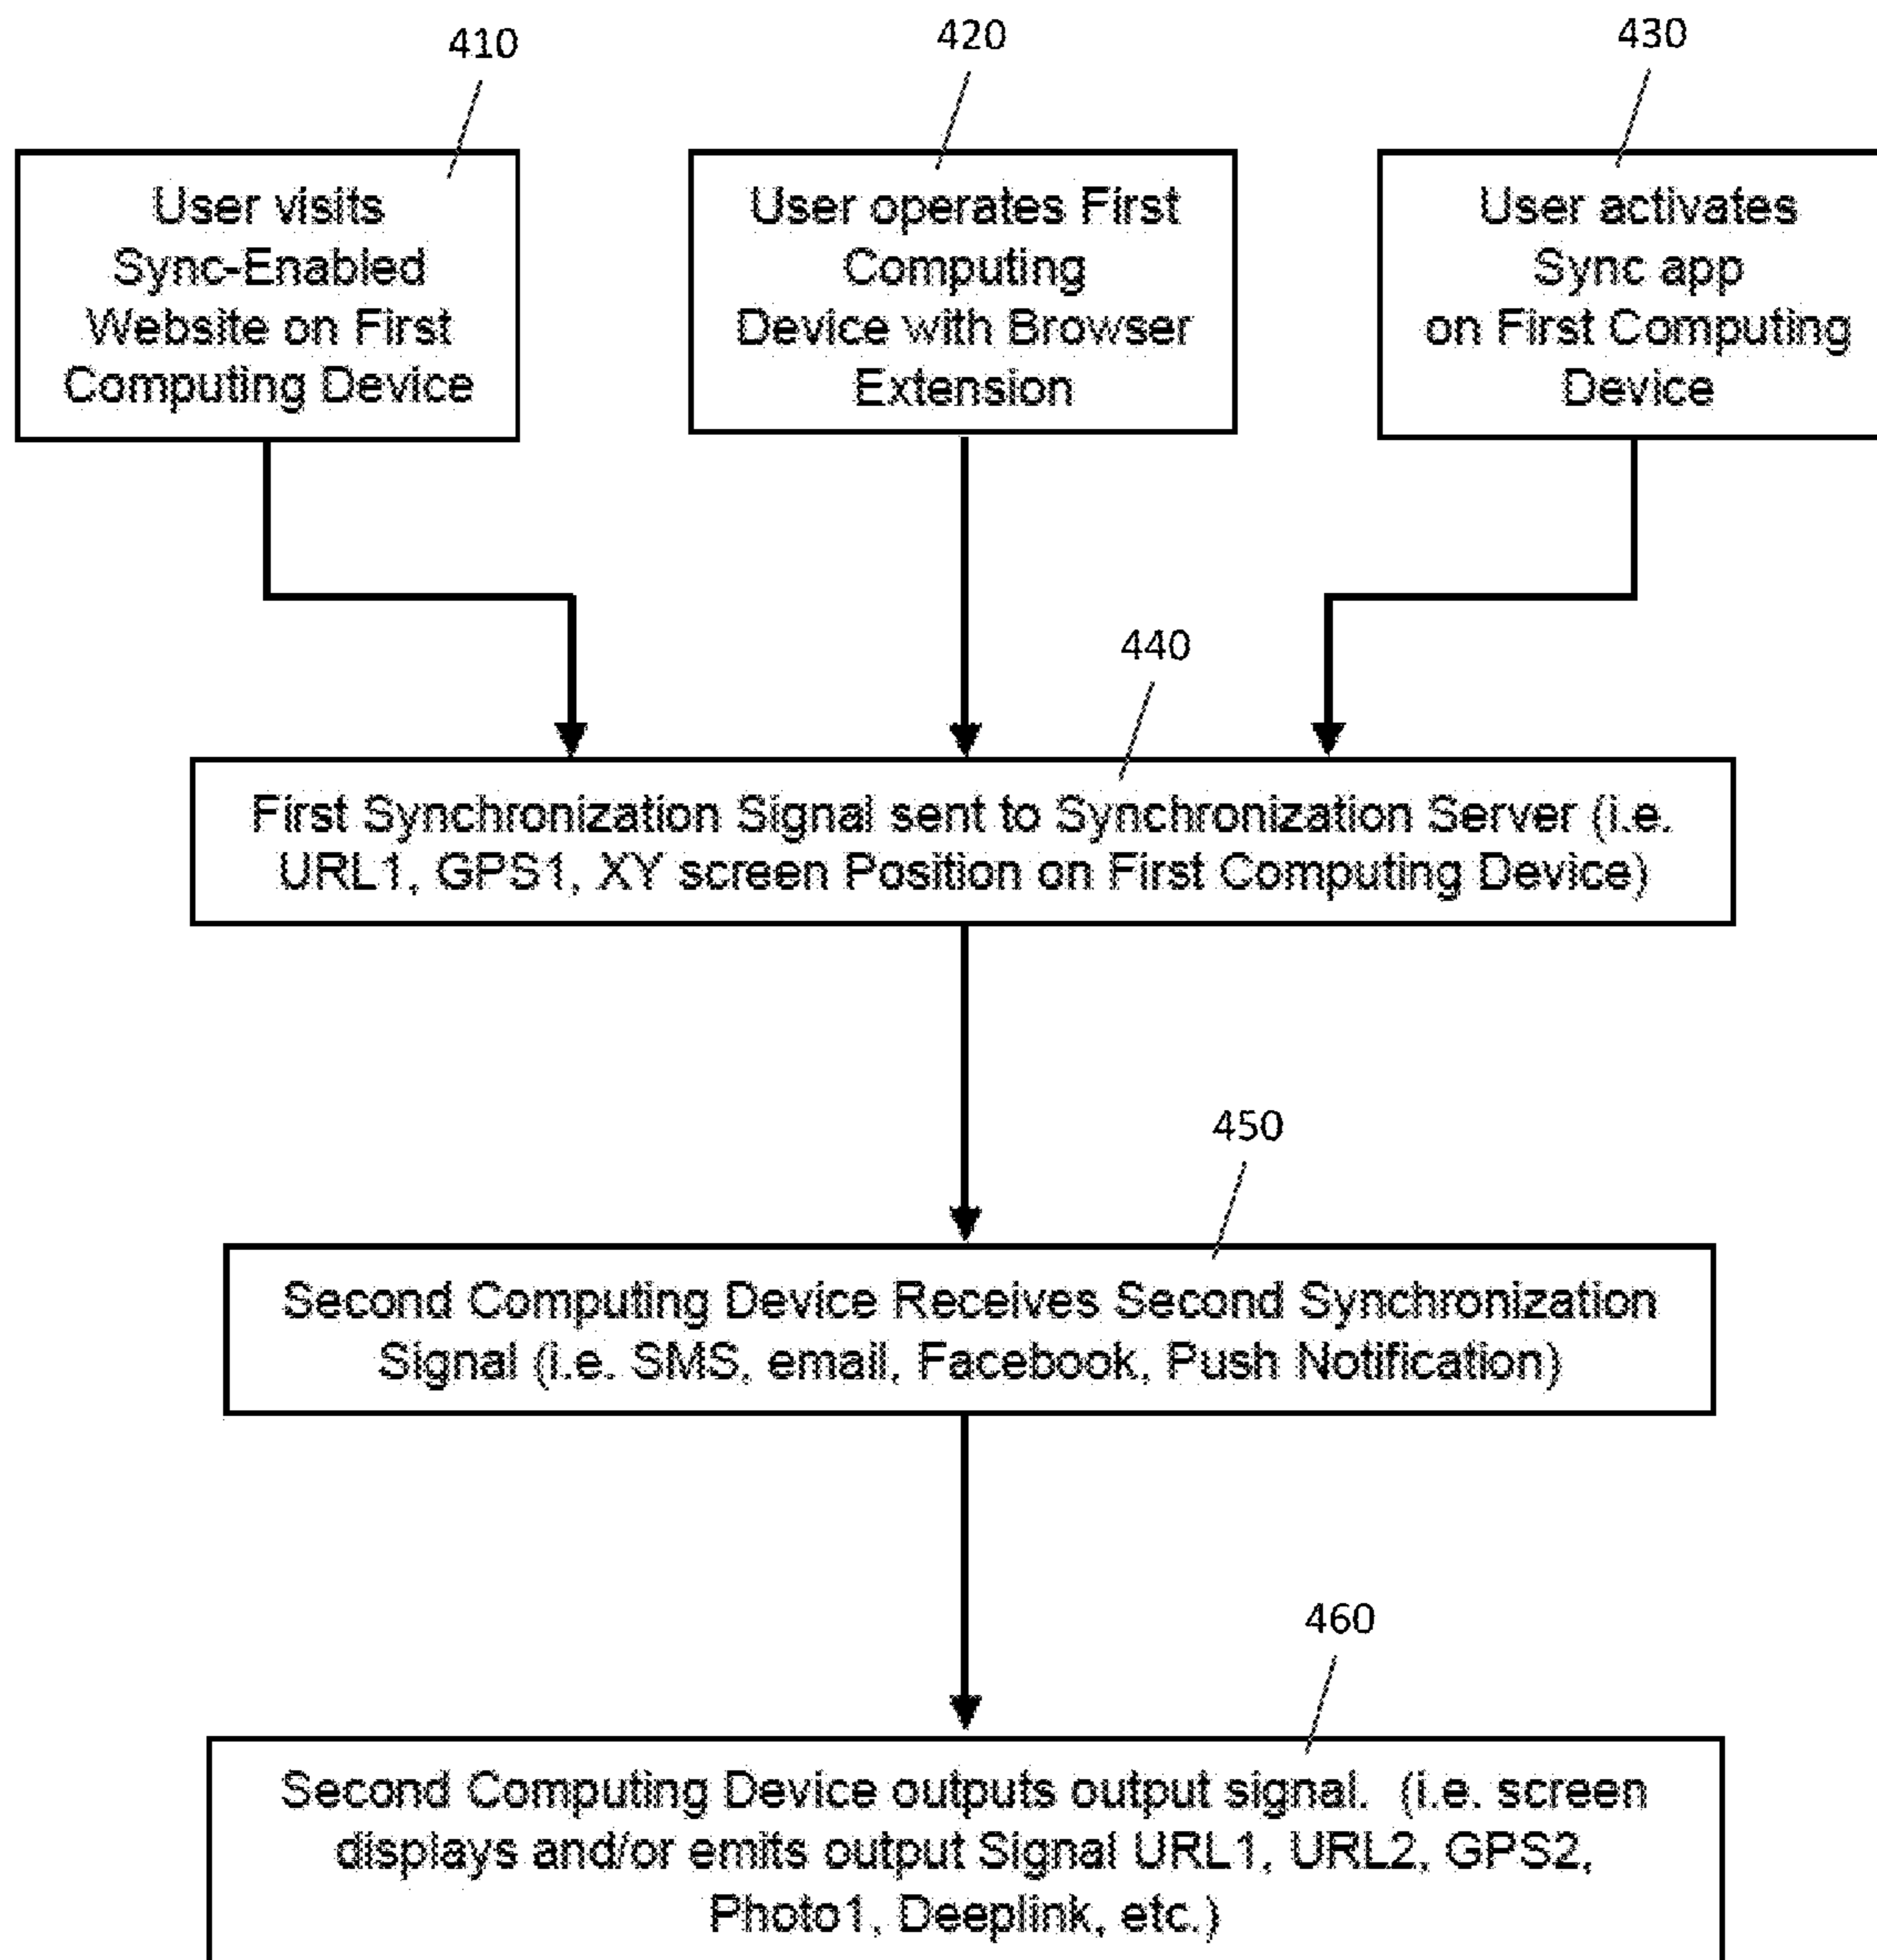 410
User visits
Sync-Enabled
Website on First
Computing Device
420
User operates First
Computing
Device with Browser
Extension
430
User activates
Sync app
on First Computing
Device
440
First Synchronization Signal sent to Synchronization Server (i.e.
URL1, GPS1, XY screen Position on First Computing Device)
450
Second Computing Device Receives Second Synchronization
Signal (i.e. SMS, email, Facebook, Push Notification)
460
Second Computing Device outputs output signal.  (i.e. screen
displays and/or emits output Signal URL1, URL2, GPS2,
Photo1, Deeplink, etc.)